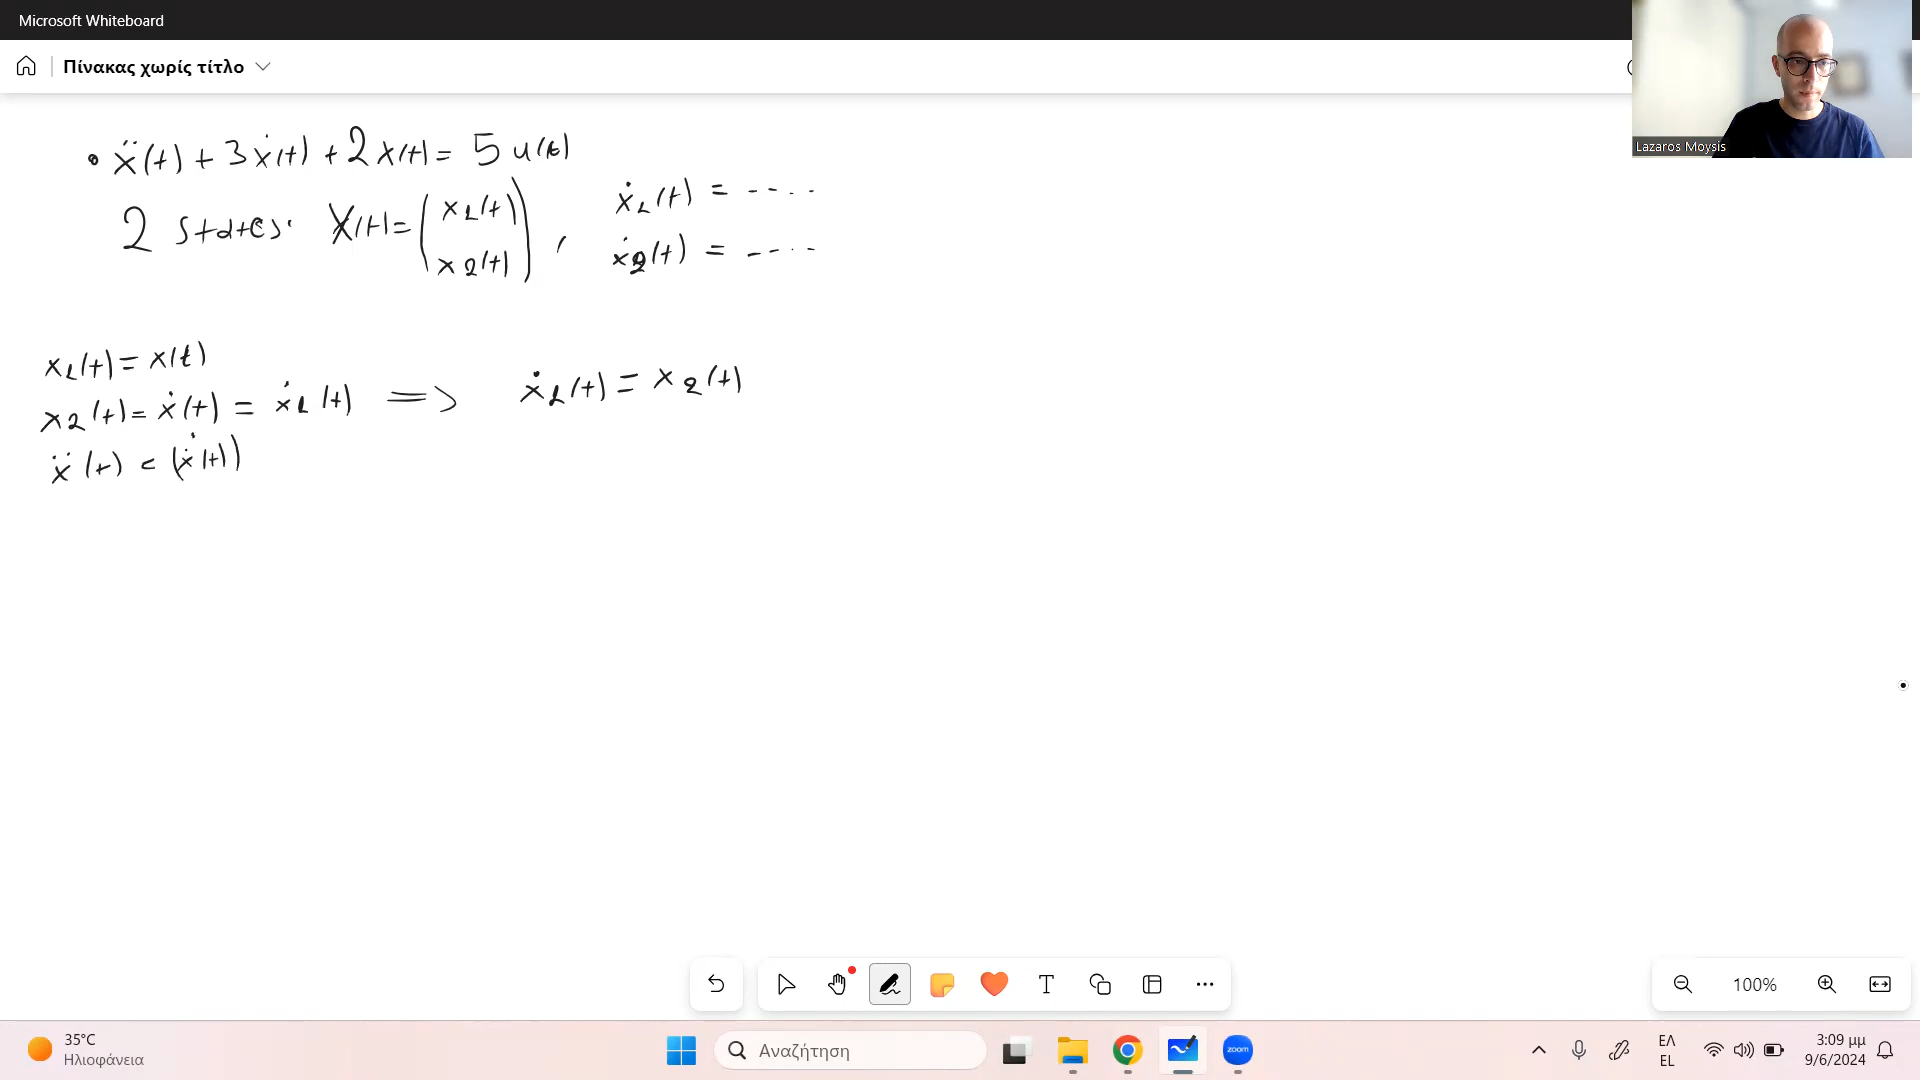 Microsoft Whiteboard
Πίνακας χωρίς τίτλο
Lazaros Moysis
• ẍ(t) + 3ẋ(t) + 2x(t) = 5u(t)
2 states: X(t) = (x₁(t) x₂(t)) , ẋ₁(t) = ....
ẋ₂(t) = ....
x₁(t) = x(t)
x₂(t) = ẋ(t) = ẋ₁(t) => ẋ₁(t) = x₂(t)
ẍ(t) = (ẋ(t))˙
100%
35°C
Ηλιοφάνεια
Αναζήτηση
zoom
ΕΛ
EL
3:09 μμ
9/6/2024